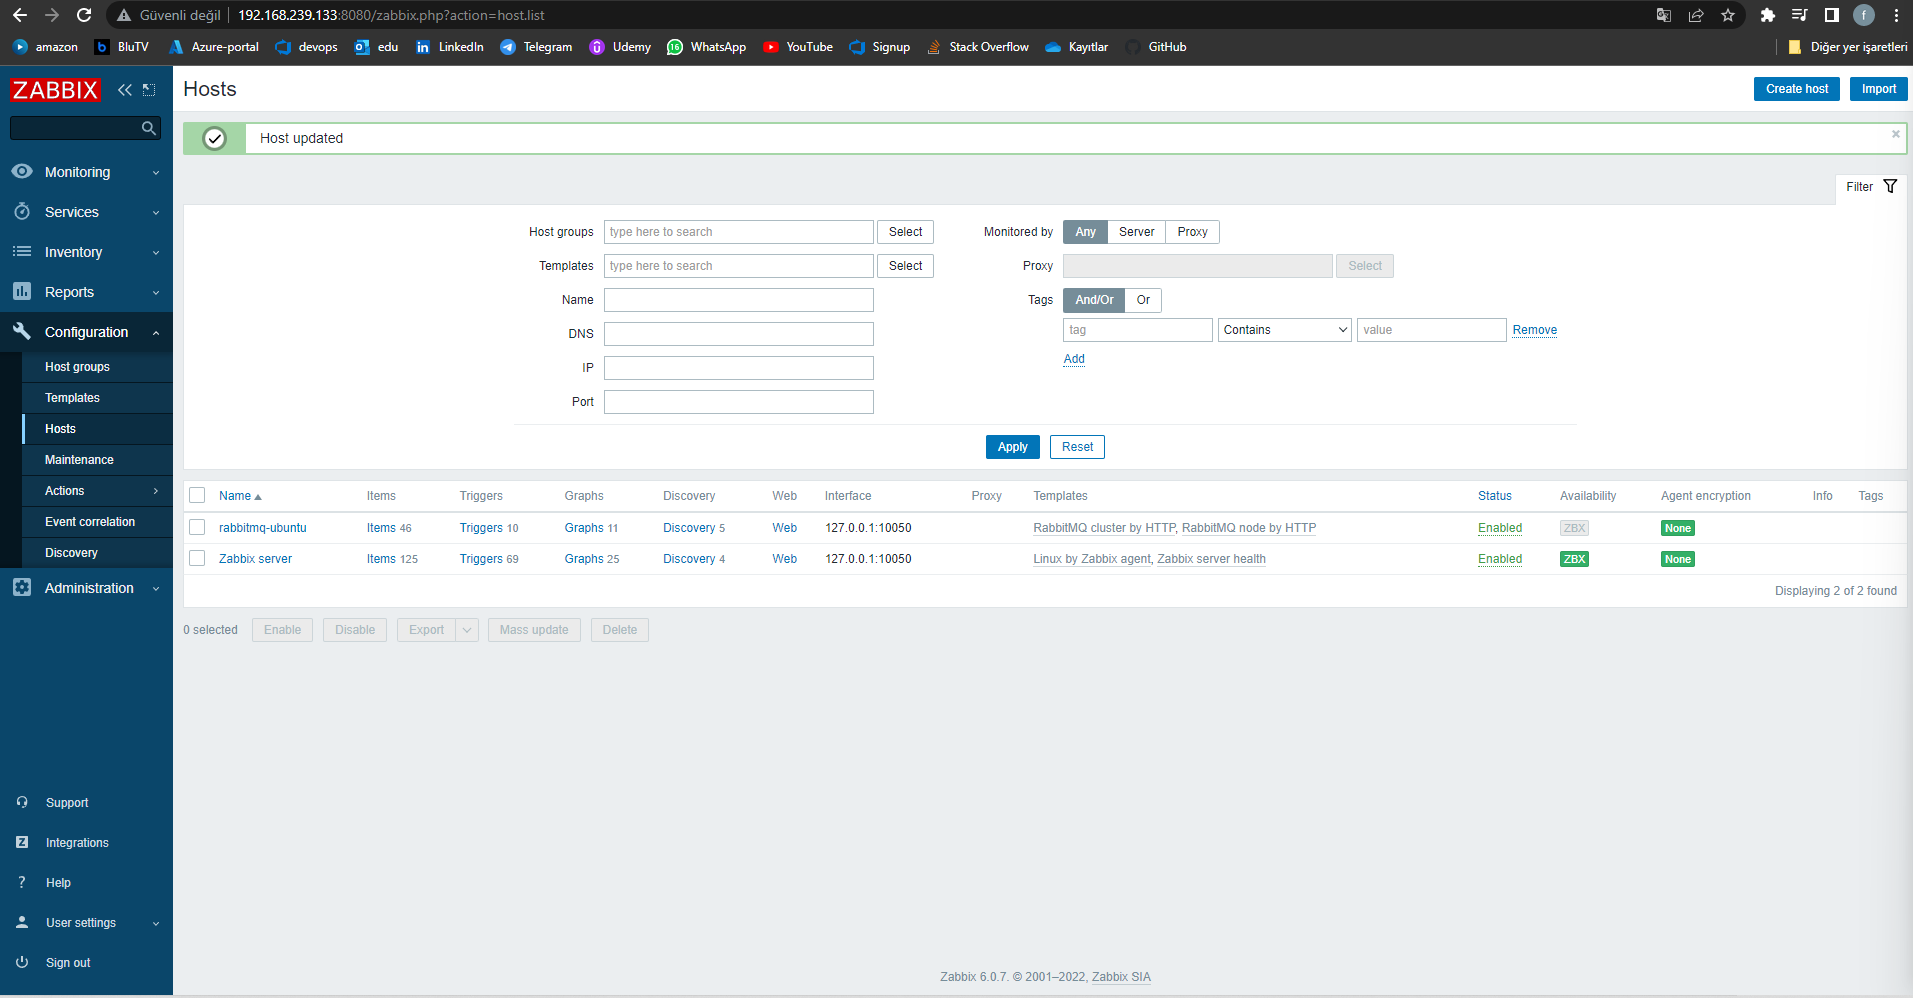 Güvenli değil 192.168.239.133:8080/zabbix.php?action=host.list f
amazon b BluTV Azure-portal devops edu in LinkedIn Telegram Udemy 16 WhatsApp YouTube Signup Stack Overflow Kayıtlar GitHub Diğer yer işaretleri
ZABBIX
Monitoring
Services
Inventory
Reports
Configuration
Host groups
Templates
Hosts
Maintenance
Actions
Event correlation
Discovery
Administration
Support
Z Integrations
? Help
User settings
Sign out
Hosts Create host Import
Host updated
Filter
Host groups type here to search Select Monitored by Any Server Proxy
Templates type here to search Select Proxy Select
Name Tags And/Or Or
DNS tag Contains value Remove
IP Add
Port
Apply Reset
Name Items Triggers Graphs Discovery Web Interface Proxy Templates Status Availability Agent encryption Info Tags
rabbitmq-ubuntu Items 46 Triggers 10 Graphs 11 Discovery 5 Web 127.0.0.1:10050 RabbitMQ cluster by HTTP, RabbitMQ node by HTTP Enabled ZBX None
Zabbix server Items 125 Triggers 69 Graphs 25 Discovery 4 Web 127.0.0.1:10050 Linux by Zabbix agent, Zabbix server health Enabled ZBX None
Displaying 2 of 2 found
0 selected Enable Disable Export Mass update Delete
Zabbix 6.0.7. © 2001–2022, Zabbix SIA